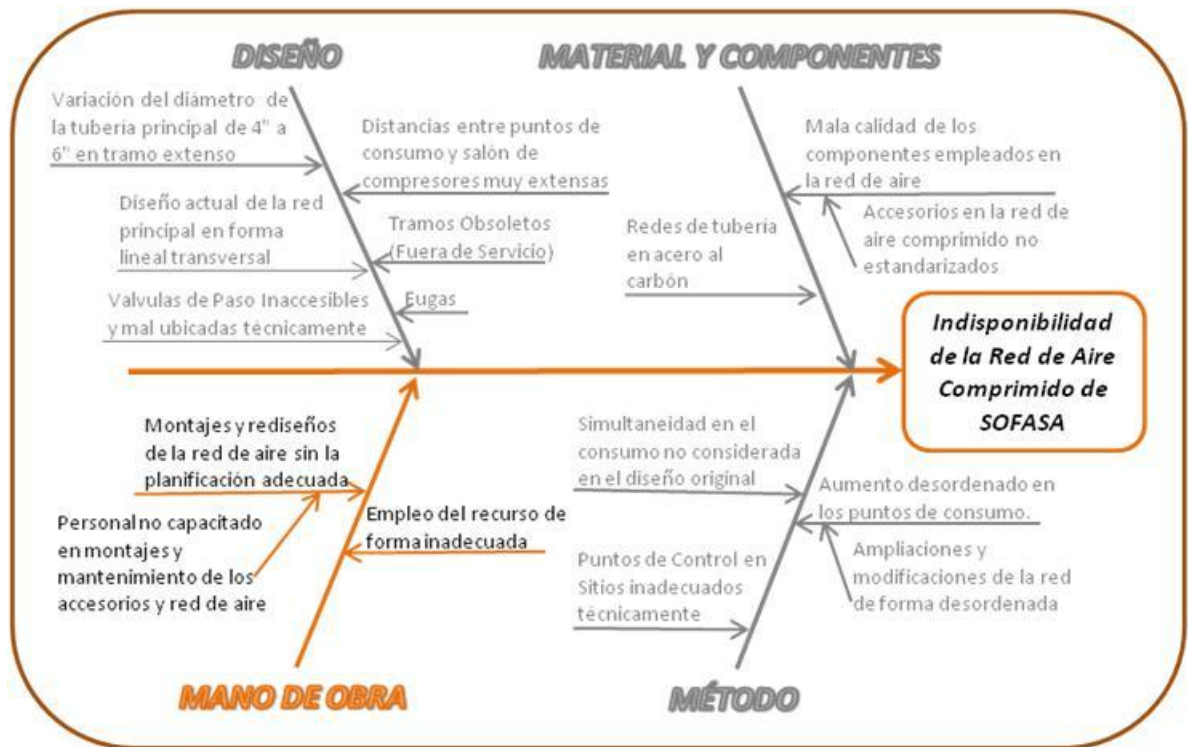 DISEÑO
MATERIAL Y COMPONENTES
Variación del diámetro de
la tubería principal de 4" a
6" en tramo extenso
Distancias entre puntos de
consumo y salón de
compresores muy extensas
Diseño actual de la red
principal en forma
lineal transversal
Tramos Obsoletos
(Fuera de Servicio)
Valvulas de Paso Inaccesibles
y mal ubicadas técnicamente
Fugas
Mala calidad de los
componentes empleados en
la red de aire
Accesorios en la red de
aire comprimido no
estandarizados
Redes de tubería
en acero al
carbón
Indisponibilidad
de la Red de Aire
Comprimido de
SOFASA
Montajes y rediseños
de la red de aire sin la
planificación adecuada
Personal no capacitado
en montajes y
mantenimiento de los
accesorios y red de aire
Empleo del recurso de
forma inadecuada
Simultaneidad en el
consumo no considerada
en el diseño original
Aumento desordenado en
los puntos de consumo.
Puntos de Control en
Sitios inadecuados
técnicamente
Ampliaciones y
modificaciones de la red
de forma desordenada
MANO DE OBRA
MÉTODO